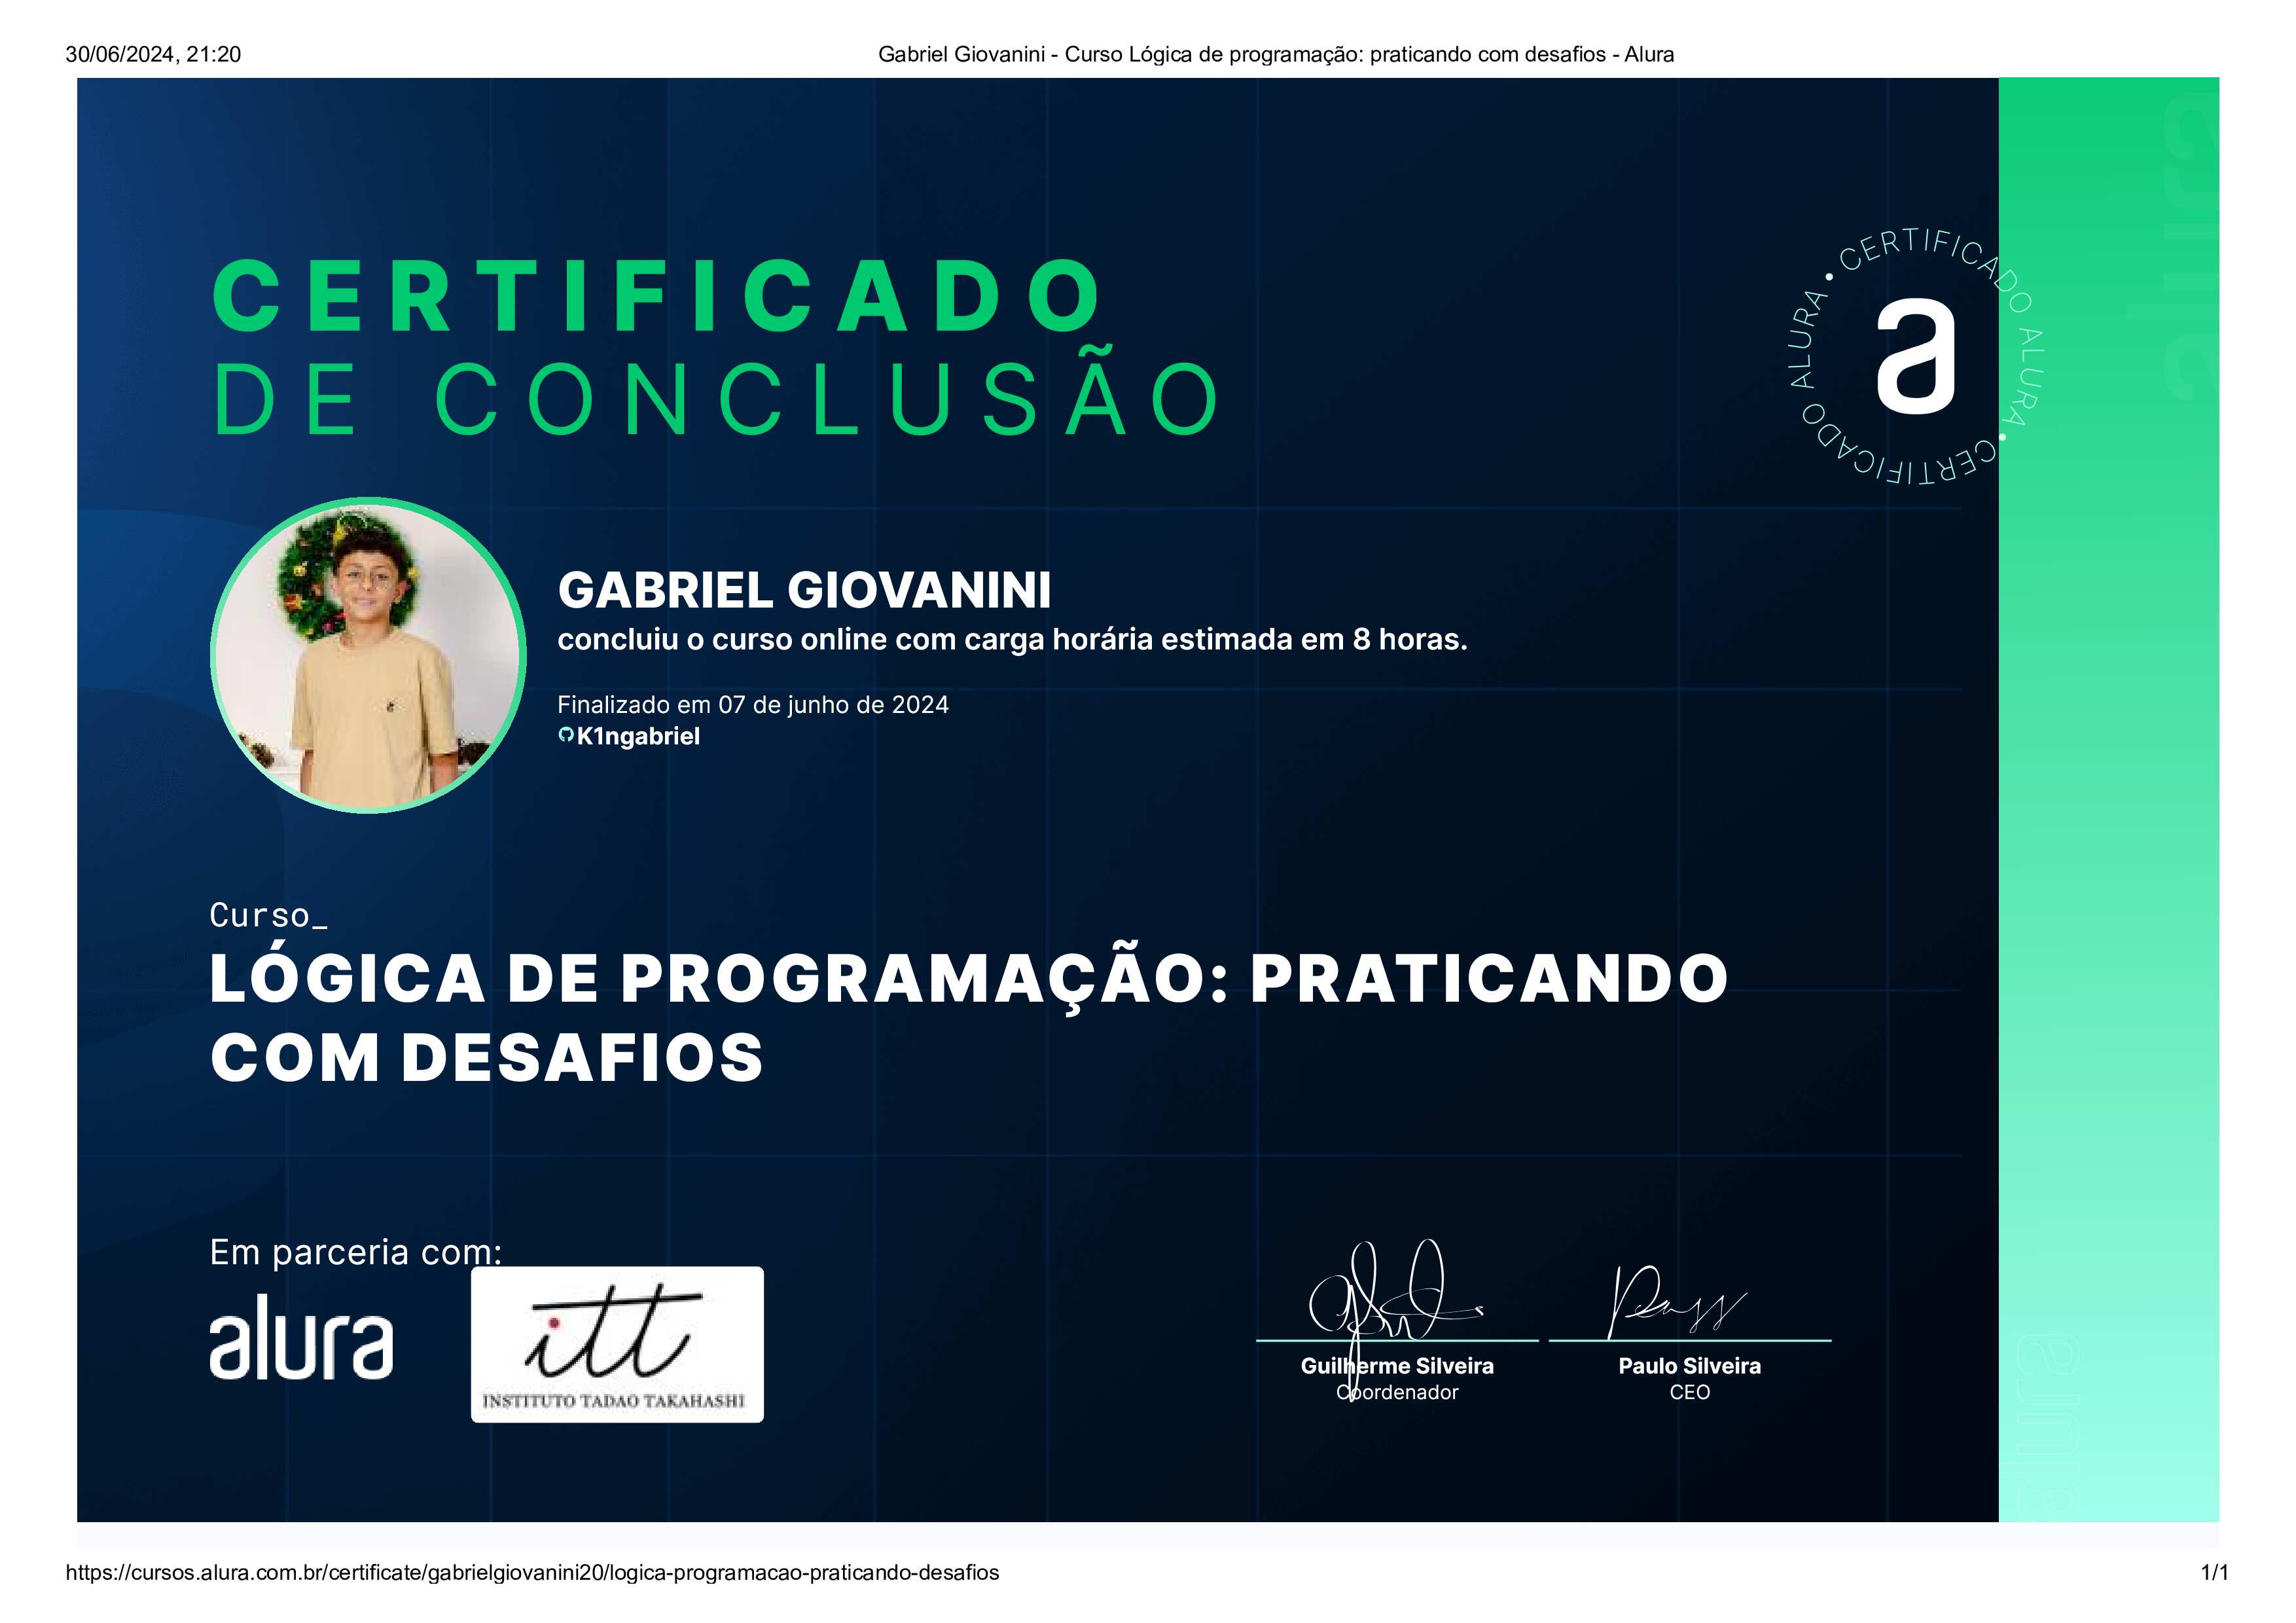 30/06/2024, 21:20
Gabriel Giovanini - Curso Lógica de programação: praticando com desafios - Alura
alura
CERTIFICADO
DE CONCLUSÃO
CERTIFICADO ALURA • CERTIFICADO ALURA •
a
GABRIEL GIOVANINI
concluiu o curso online com carga horária estimada em 8 horas.
Finalizado em 07 de junho de 2024
K1ngabriel
Curso_
LÓGICA DE PROGRAMAÇÃO: PRATICANDO
COM DESAFIOS
Em parceria com:
alura
itt
INSTITUTO TADAO TAKAHASHI
Guilherme Silveira
Coordenador
Paulo Silveira
CEO
alura
https://cursos.alura.com.br/certificate/gabrielgiovanini20/logica-programacao-praticando-desafios
1/1